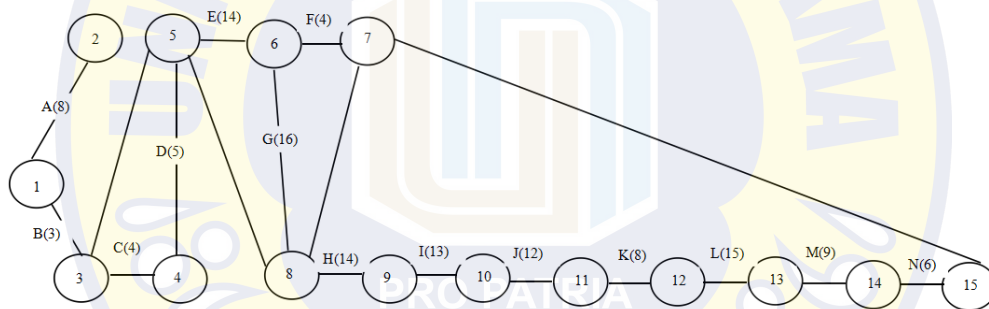 E(14)
F(4)
2
5
6
7
A(8)
G(16)
D(5)
1
B(3)
C(4)
H(14)
I(13)
J(12)
K(8)
L(15)
M(9)
N(6)
3
4
8
9
10
11
12
13
14
15
PRO PATRIA